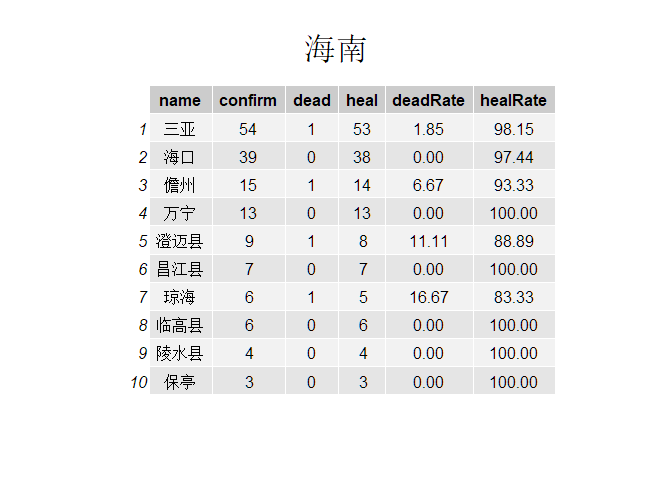 海南
name confirm dead heal deadRate healRate
1 三亚 54 1 53 1.85 98.15
2 海口 39 0 38 0.00 97.44
3 儋州 15 1 14 6.67 93.33
4 万宁 13 0 13 0.00 100.00
5 澄迈县 9 1 8 11.11 88.89
6 昌江县 7 0 7 0.00 100.00
7 琼海 6 1 5 16.67 83.33
8 临高县 6 0 6 0.00 100.00
9 陵水县 4 0 4 0.00 100.00
10 保亭 3 0 3 0.00 100.00